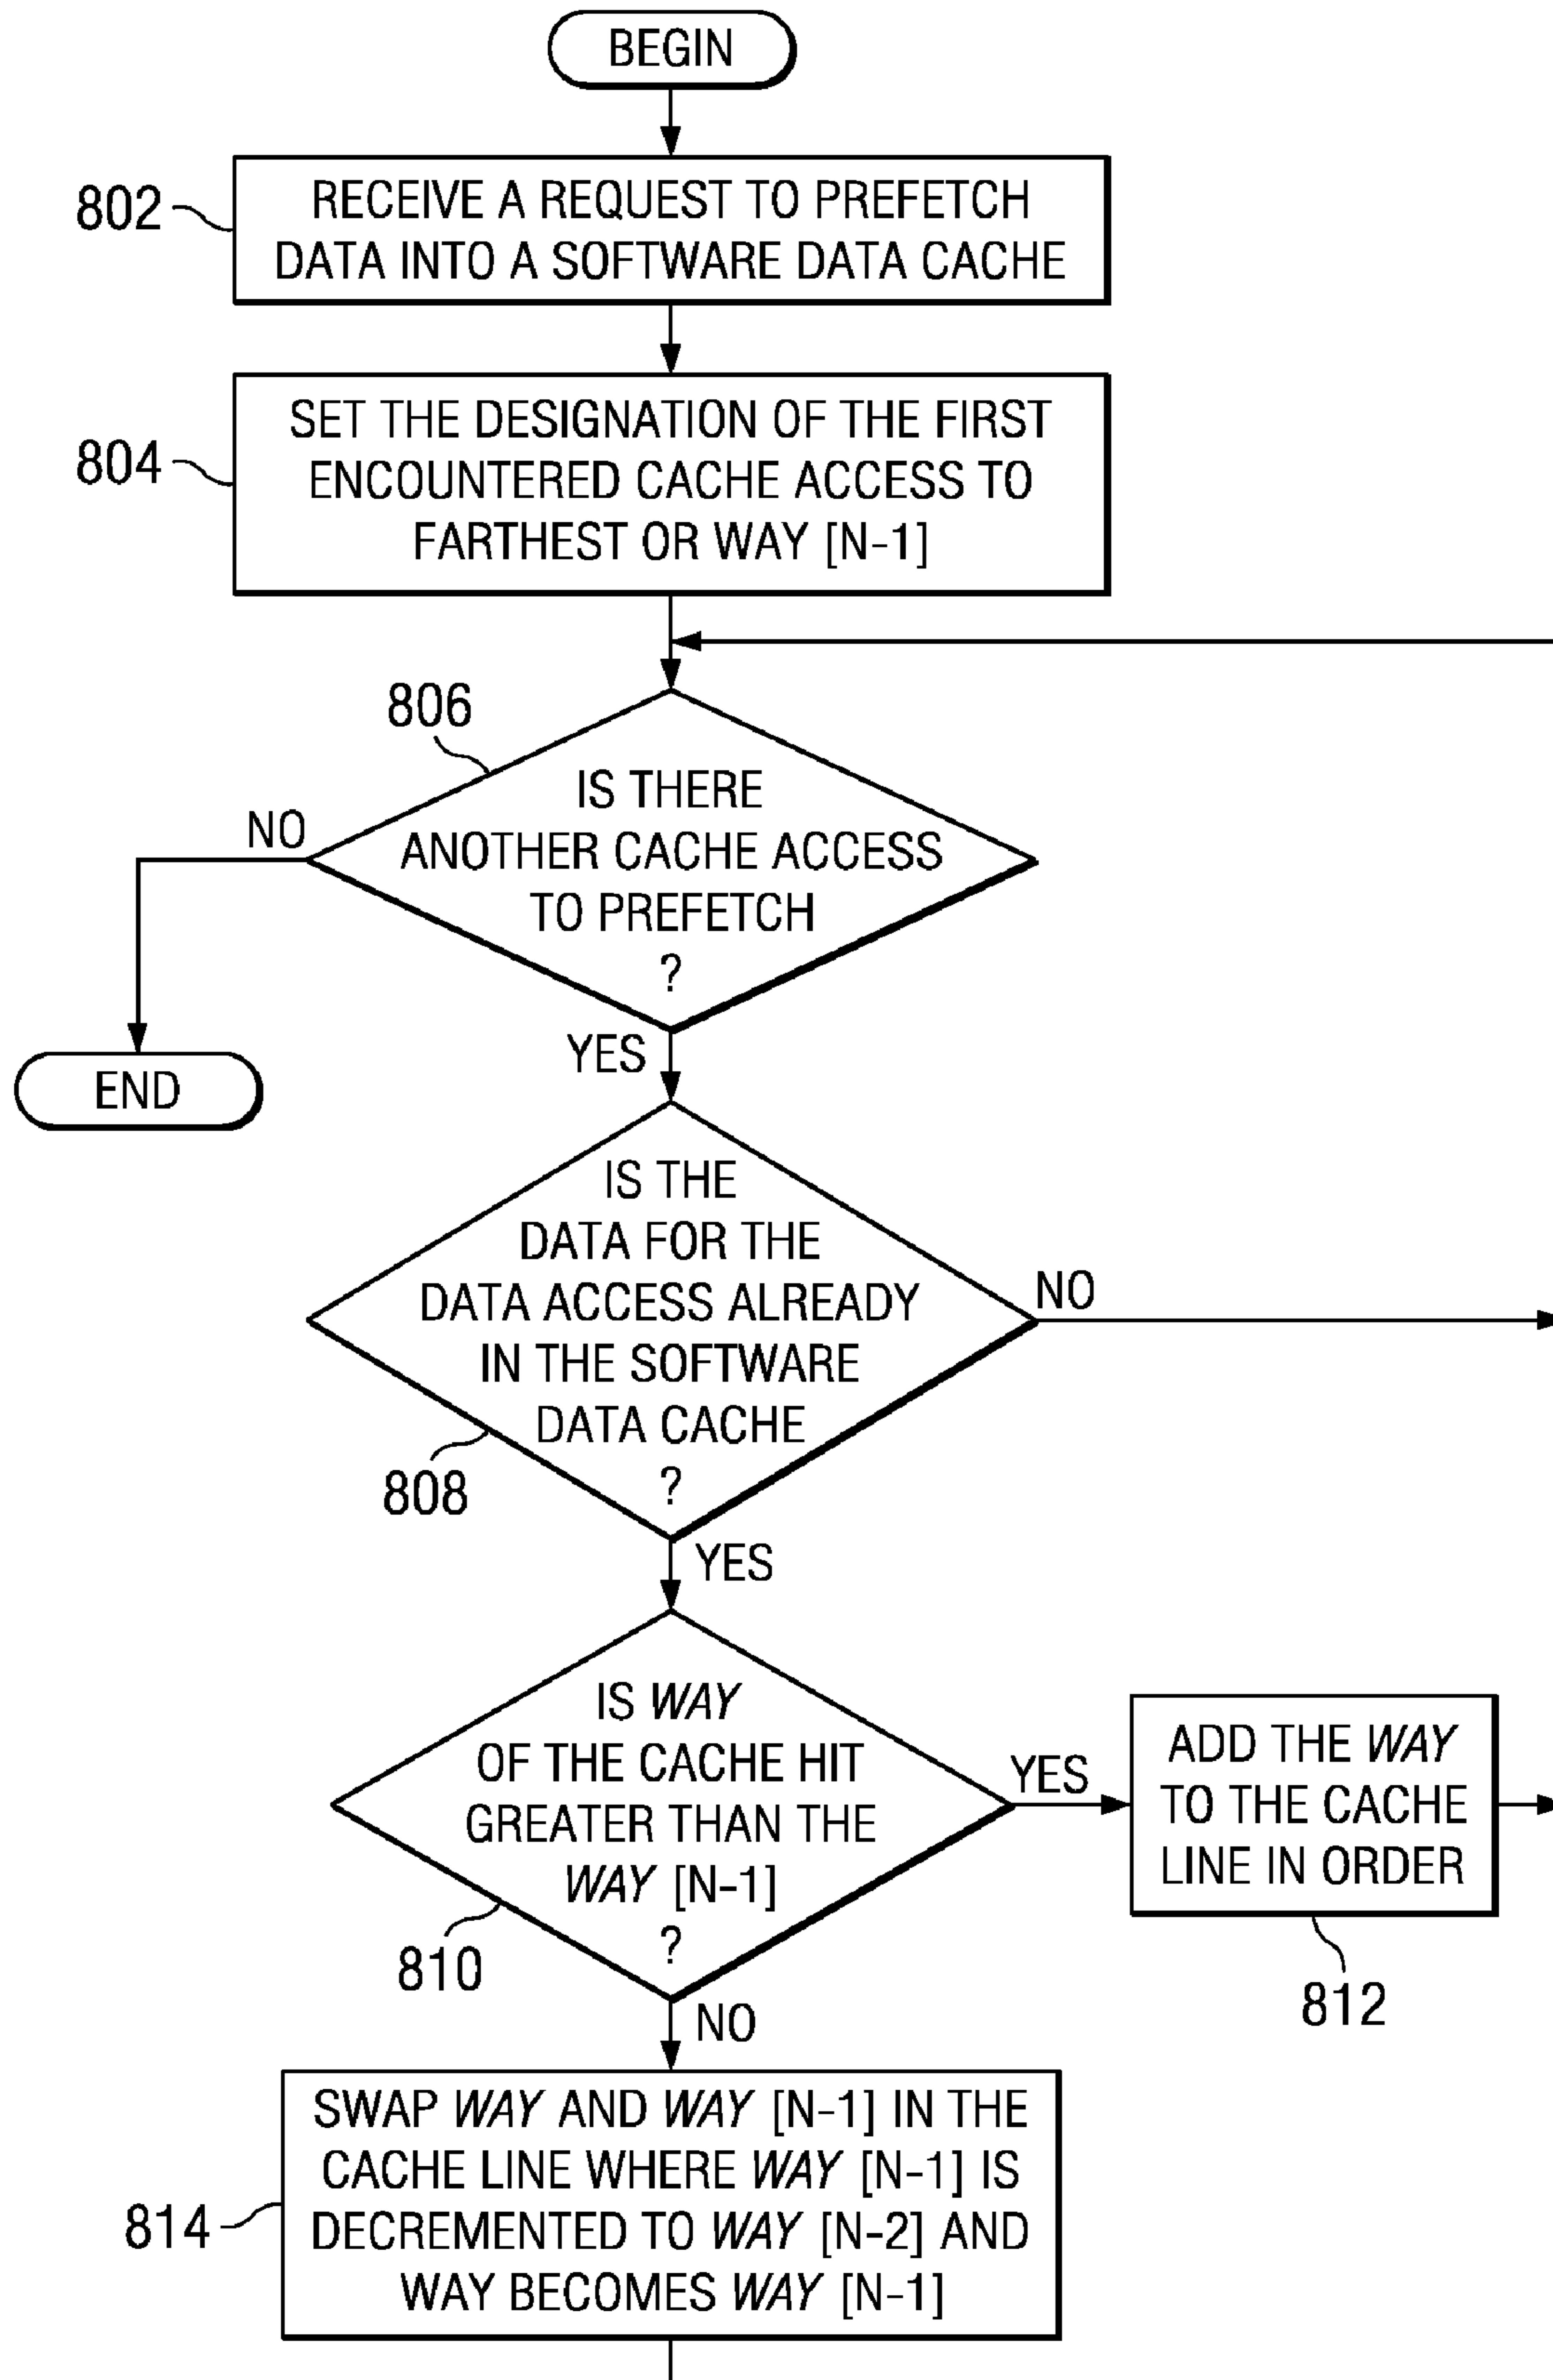 BEGIN
802
RECEIVE A REQUEST TO PREFETCH
DATA INTO A SOFTWARE DATA CACHE
804
SET THE DESIGNATION OF THE FIRST
ENCOUNTERED CACHE ACCESS TO
FARTHEST OR WAY [N-1]
806
IS THERE
ANOTHER CACHE ACCESS
TO PREFETCH
?
NO
YES
END
IS THE
DATA FOR THE
DATA ACCESS ALREADY
IN THE SOFTWARE
DATA CACHE
?
NO
808
YES
IS WAY
OF THE CACHE HIT
GREATER THAN THE
WAY [N-1]
?
YES
810
ADD THE WAY
TO THE CACHE
LINE IN ORDER
812
NO
814
SWAP WAY AND WAY [N-1] IN THE
CACHE LINE WHERE WAY [N-1] IS
DECREMENTED TO WAY [N-2] AND
WAY BECOMES WAY [N-1]